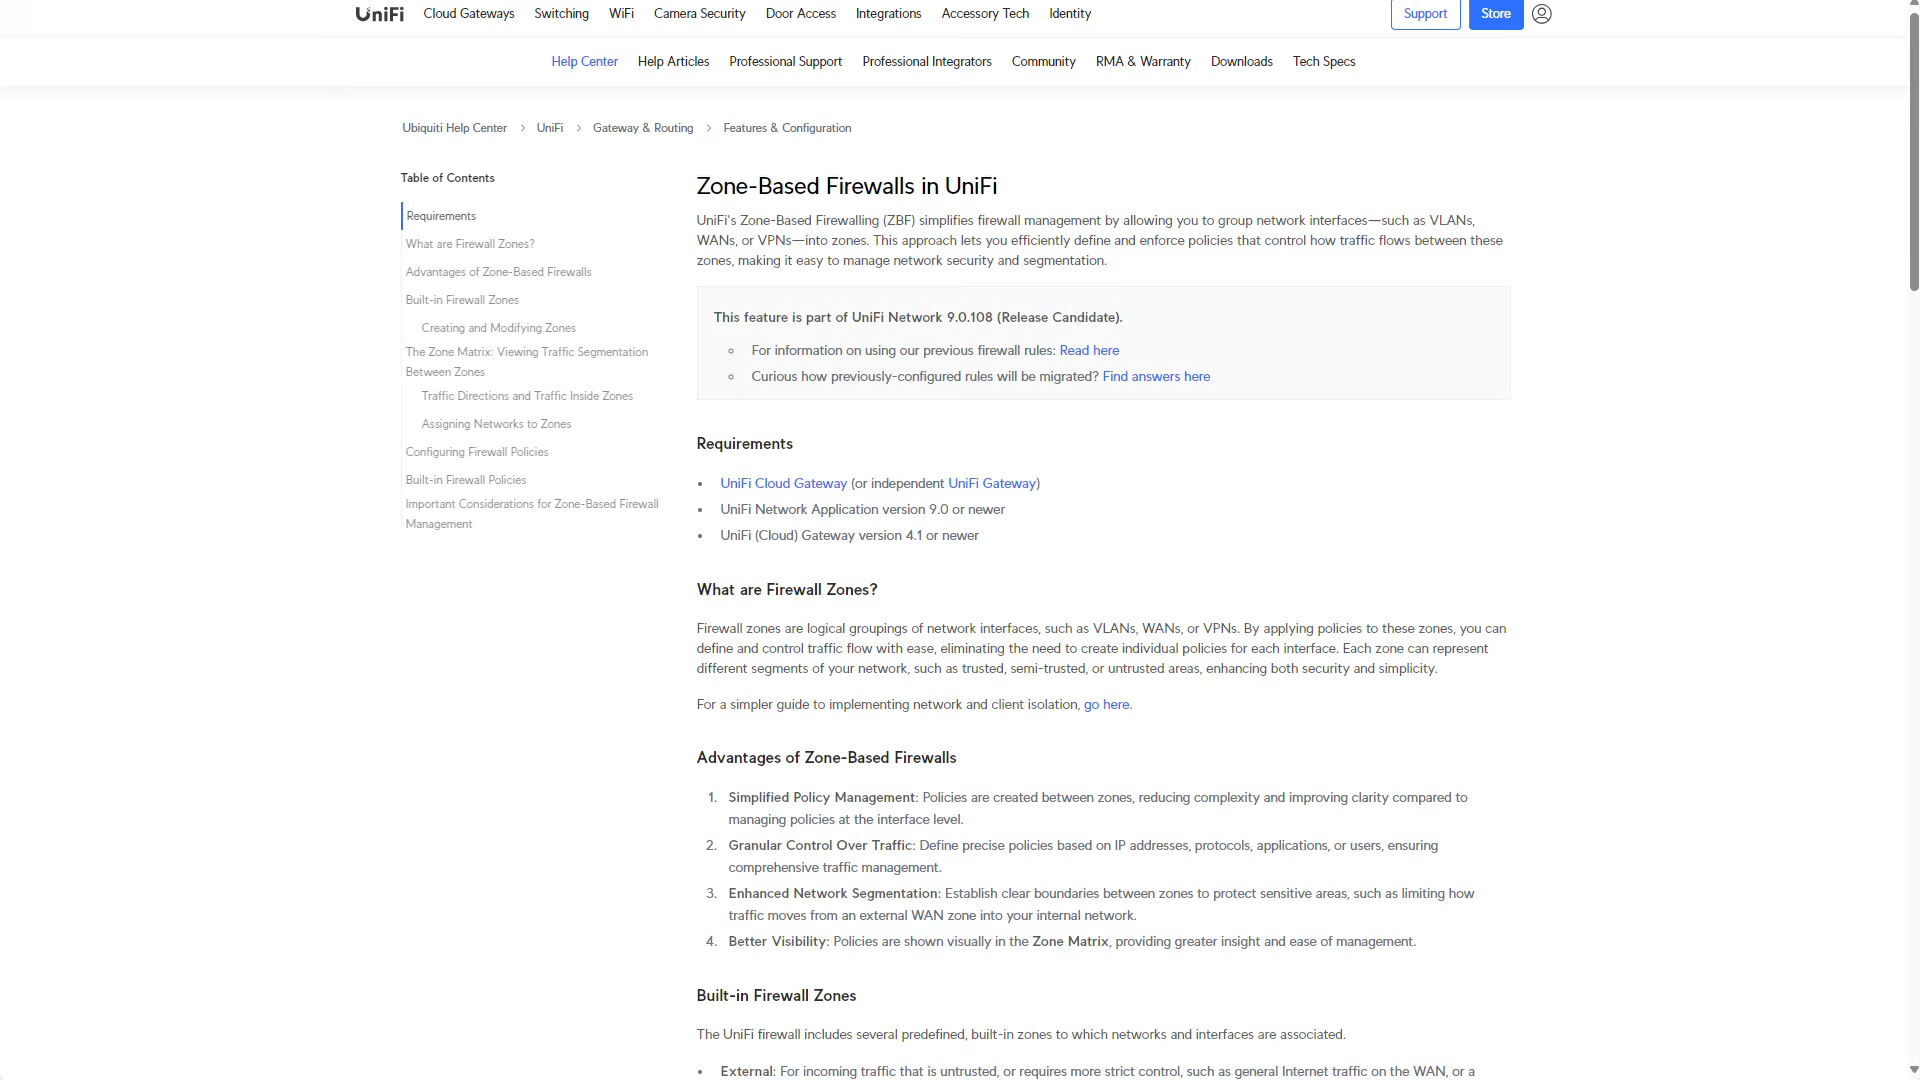 UniFi Cloud Gateways Switching WiFi Camera Security Door Access Integrations Accessory Tech Identity Support Store
Help Center Help Articles Professional Support Professional Integrators Community RMA & Warranty Downloads Tech Specs
Ubiquiti Help Center > UniFi > Gateway & Routing > Features & Configuration
Table of Contents
Requirements
What are Firewall Zones?
Advantages of Zone-Based Firewalls
Built-in Firewall Zones
Creating and Modifying Zones
The Zone Matrix: Viewing Traffic Segmentation
Between Zones
Traffic Directions and Traffic Inside Zones
Assigning Networks to Zones
Configuring Firewall Policies
Built-in Firewall Policies
Important Considerations for Zone-Based Firewall
Management
Zone-Based Firewalls in UniFi
UniFi's Zone-Based Firewalling (ZBF) simplifies firewall management by allowing you to group network interfaces—such as VLANs,
WANs, or VPNs—into zones. This approach lets you efficiently define and enforce policies that control how traffic flows between these
zones, making it easy to manage network security and segmentation.
This feature is part of UniFi Network 9.0.108 (Release Candidate).
◦ For information on using our previous firewall rules: Read here
◦ Curious how previously-configured rules will be migrated? Find answers here
Requirements
• UniFi Cloud Gateway (or independent UniFi Gateway)
• UniFi Network Application version 9.0 or newer
• UniFi (Cloud) Gateway version 4.1 or newer
What are Firewall Zones?
Firewall zones are logical groupings of network interfaces, such as VLANs, WANs, or VPNs. By applying policies to these zones, you can
define and control traffic flow with ease, eliminating the need to create individual policies for each interface. Each zone can represent
different segments of your network, such as trusted, semi-trusted, or untrusted areas, enhancing both security and simplicity.
For a simpler guide to implementing network and client isolation, go here.
Advantages of Zone-Based Firewalls
1. Simplified Policy Management: Policies are created between zones, reducing complexity and improving clarity compared to
managing policies at the interface level.
2. Granular Control Over Traffic: Define precise policies based on IP addresses, protocols, applications, or users, ensuring
comprehensive traffic management.
3. Enhanced Network Segmentation: Establish clear boundaries between zones to protect sensitive areas, such as limiting how
traffic moves from an external WAN zone into your internal network.
4. Better Visibility: Policies are shown visually in the Zone Matrix, providing greater insight and ease of management.
Built-in Firewall Zones
The UniFi firewall includes several predefined, built-in zones to which networks and interfaces are associated.
• External: For incoming traffic that is untrusted, or requires more strict control, such as general Internet traffic on the WAN, or a